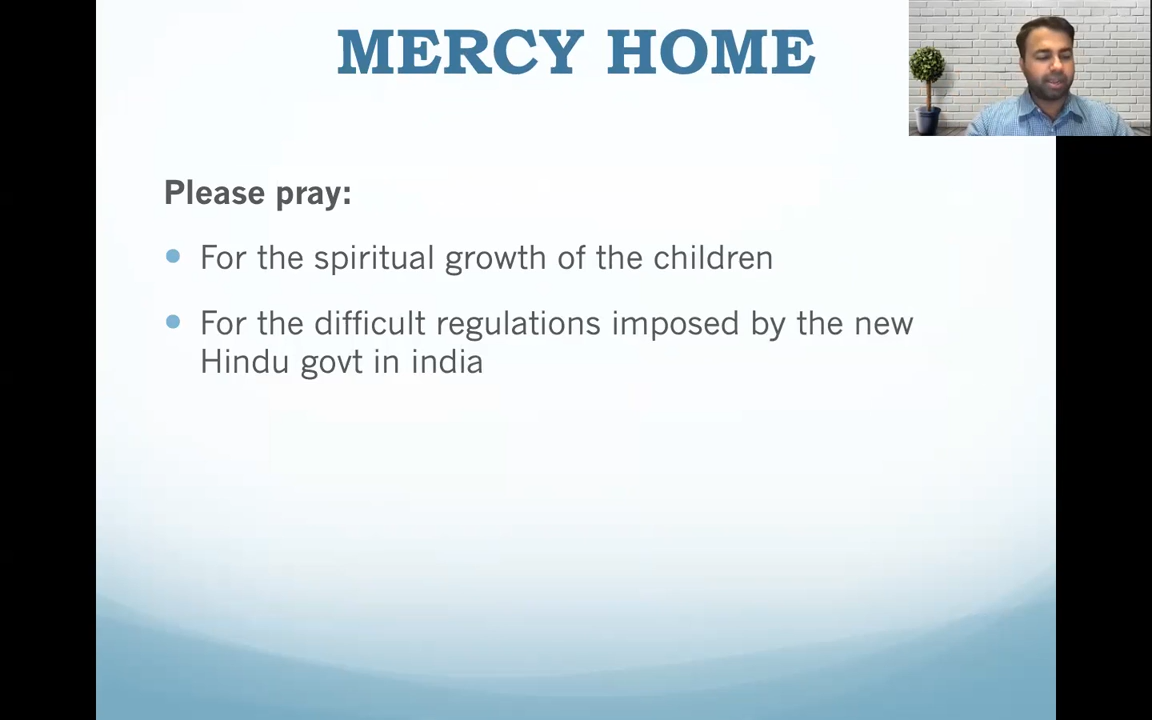 MERCY HOME
Please pray:
For the spiritual growth of the children
For the difficult regulations imposed by the new
Hindu govt in india